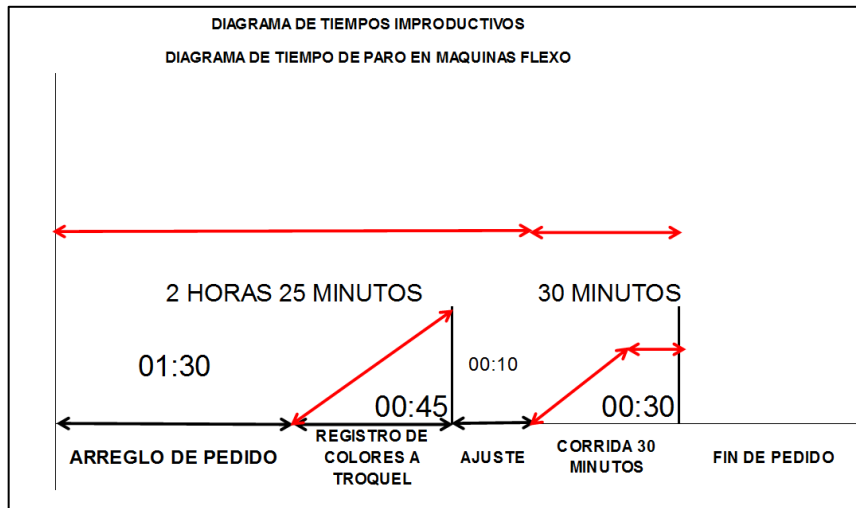 DIAGRAMA DE TIEMPOS IMPRODUCTIVOS
DIAGRAMA DE TIEMPO DE PARO EN MAQUINAS FLEXO
2 HORAS 25 MINUTOS
30 MINUTOS
01:30
00:10
00:45
00:30
ARREGLO DE PEDIDO
REGISTRO DE
COLORES A
TROQUEL
AJUSTE
CORRIDA 30
MINUTOS
FIN DE PEDIDO